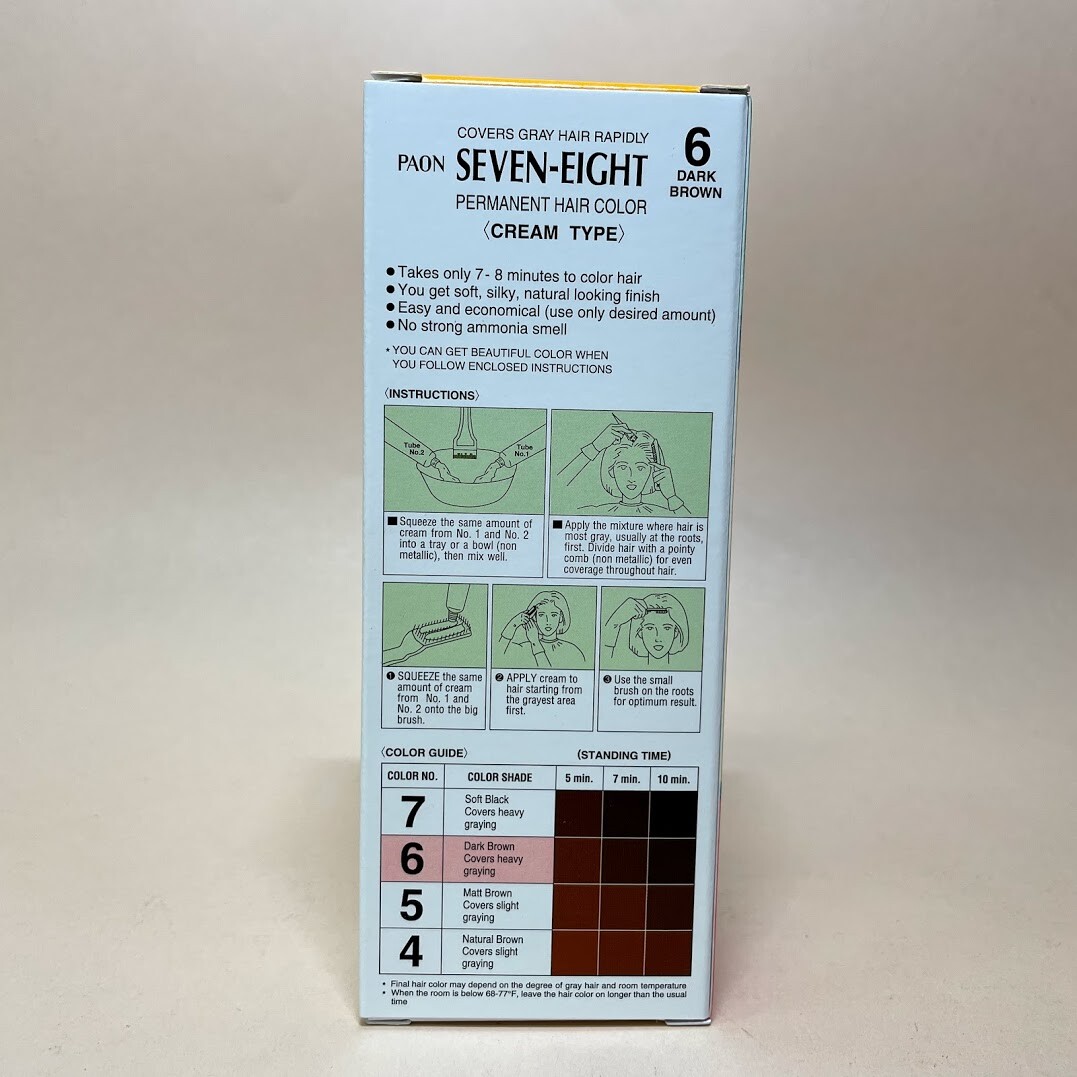 COVERS GRAY HAIR RAPIDLY
PAON SEVEN-EIGHT
6
DARK
BROWN
PERMANENT HAIR COLOR
〈CREAM TYPE〉
● Takes only 7- 8 minutes to color hair
● You get soft, silky, natural looking finish
● Easy and economical (use only desired amount)
● No strong ammonia smell
* YOU CAN GET BEAUTIFUL COLOR WHEN
YOU FOLLOW ENCLOSED INSTRUCTIONS
〈INSTRUCTIONS〉
Tube
No.2
Tube
No.1
■ Squeeze the same amount of
cream from No. 1 and No. 2
into a tray or a bowl (non
metallic), then mix well.
■ Apply the mixture where hair is
most gray, usually at the roots,
first. Divide hair with a pointy
comb (non metallic) for even
coverage throughout hair.
❶ SQUEEZE the same
amount of cream
from No. 1 and
No. 2 onto the big
brush.
❷ APPLY cream to
hair starting from
the grayest area
first.
❸ Use the small
brush on the roots
for optimum result.
〈COLOR GUIDE〉
(STANDING TIME)
COLOR NO. COLOR SHADE 5 min. 7 min. 10 min.
7
Soft Black
Covers heavy
graying
6
Dark Brown
Covers heavy
graying
5
Matt Brown
Covers slight
graying
4
Natural Brown
Covers slight
graying
• Final hair color may depend on the degree of gray hair and room temperature
• When the room is below 68-77°F, leave the hair color on longer than the usual
time